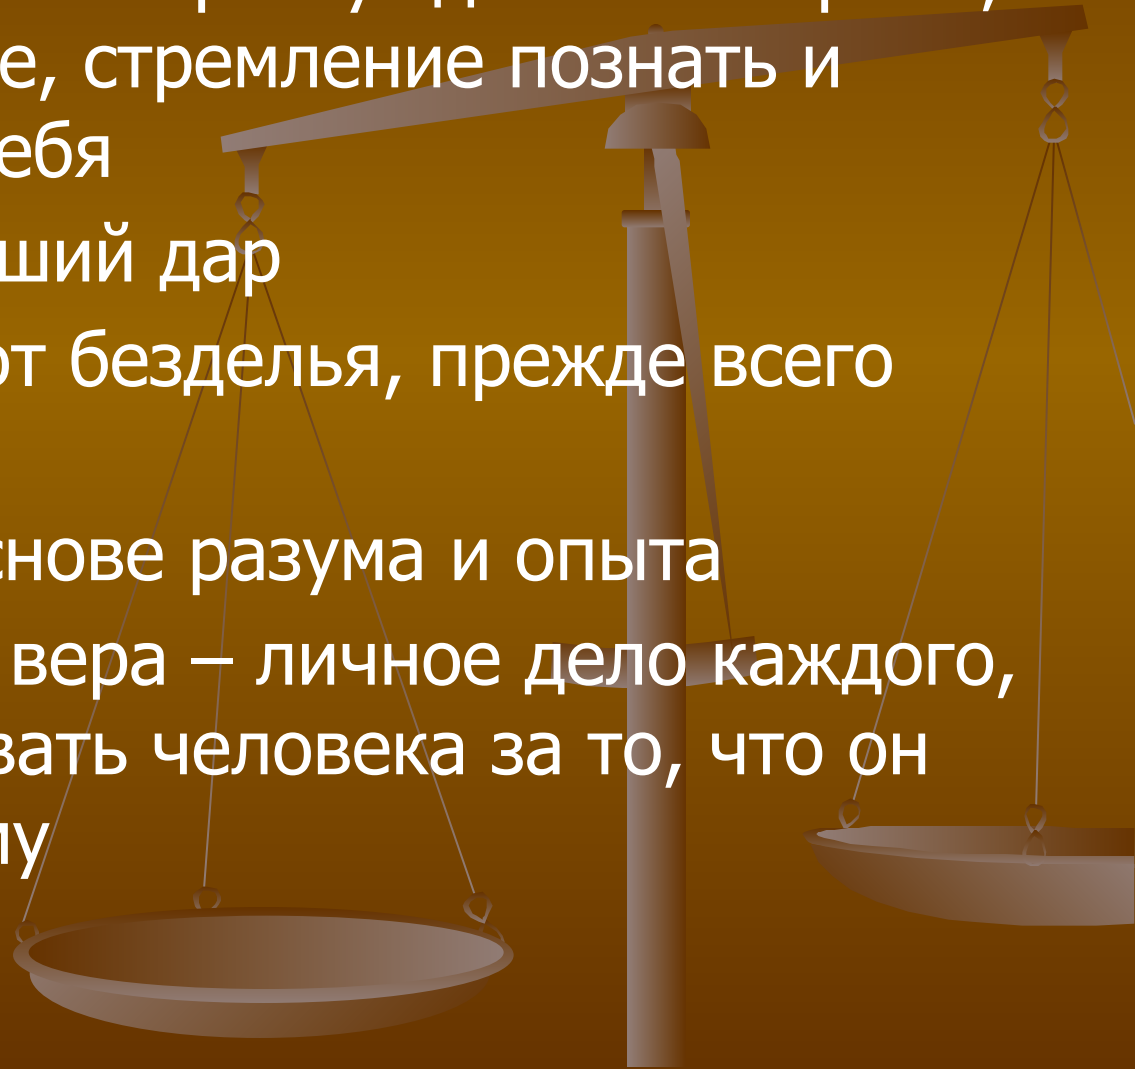 е, стремление познать и
ебя
ший дар
от безделья, прежде всего
снове разума и опыта
вера – личное дело каждого,
вать человека за то, что он